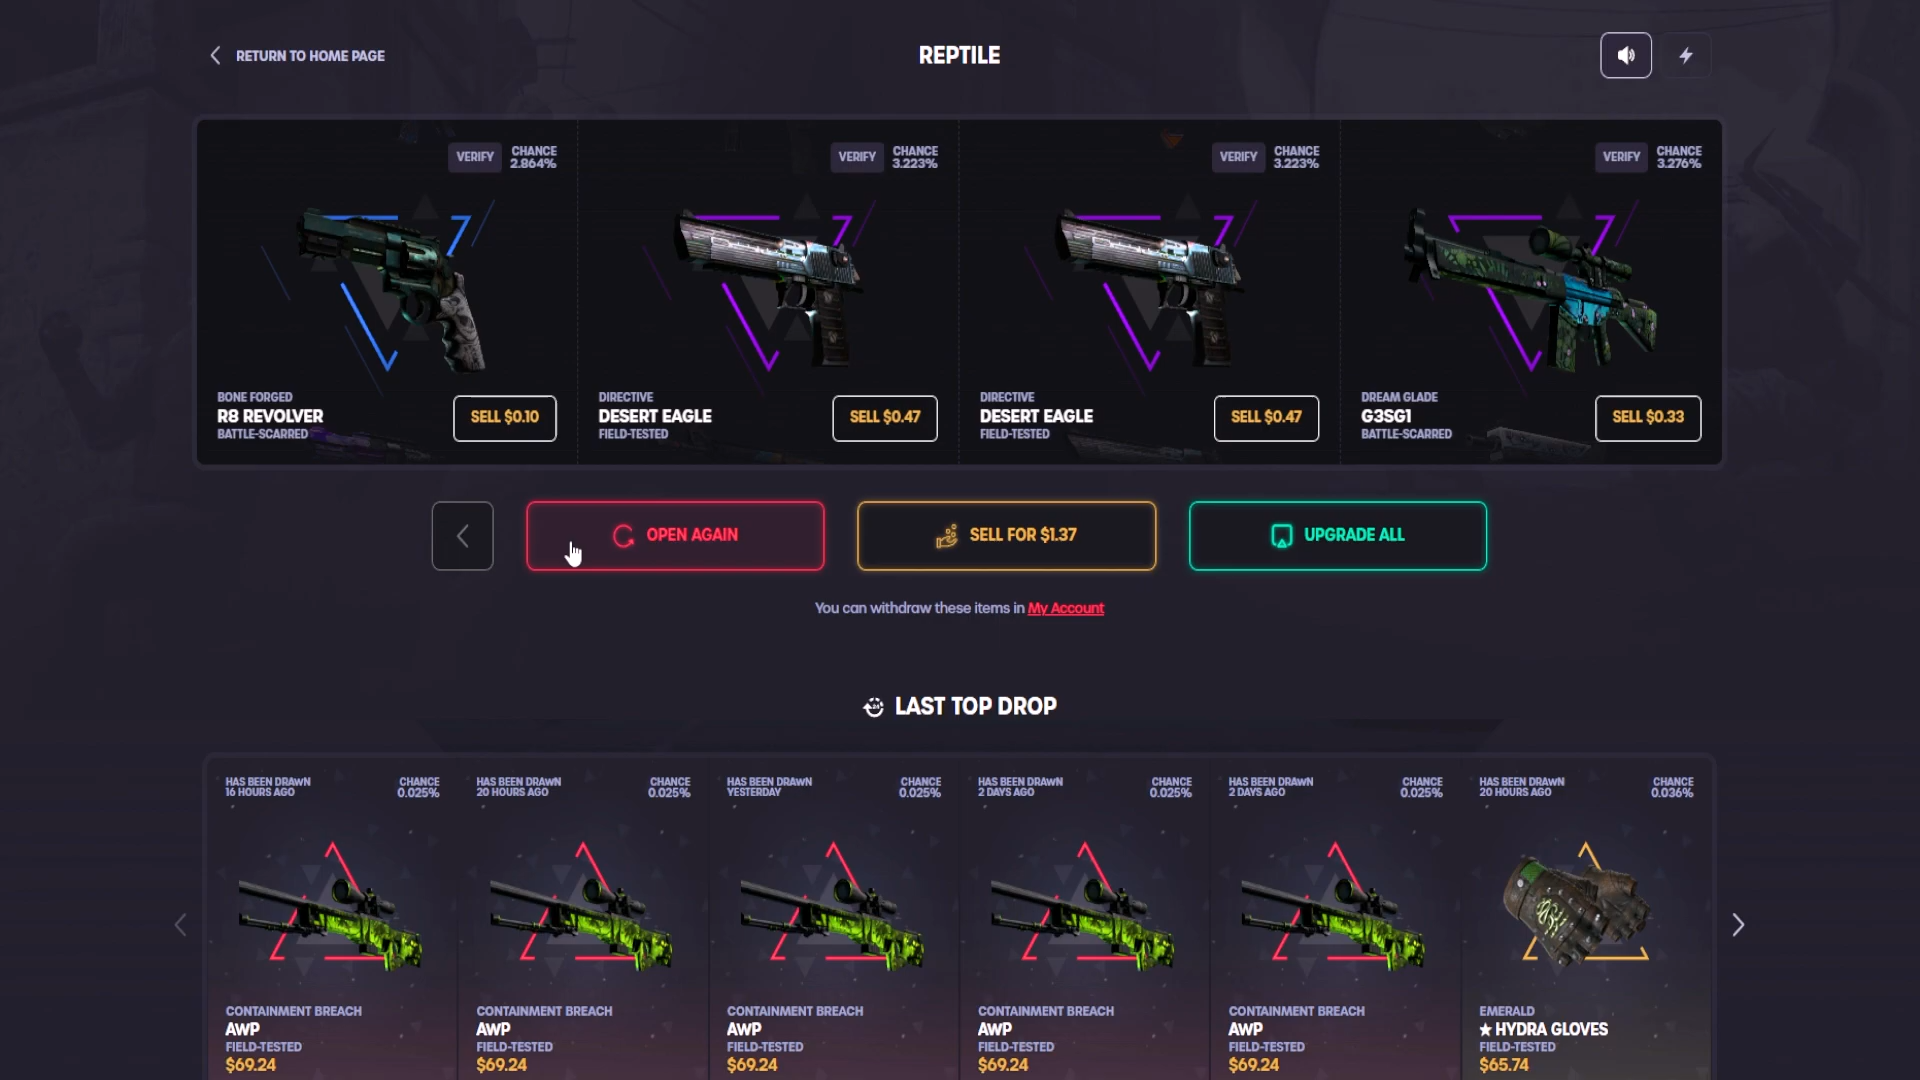 RETURN TO HOME PAGE
REPTILE
VERIFY
CHANCE
2.864%
BONE FORGED
R8 REVOLVER
BATTLE-SCARRED
SELL $0.10
VERIFY
CHANCE
3.223%
DIRECTIVE
DESERT EAGLE
FIELD-TESTED
SELL $0.47
VERIFY
CHANCE
3.223%
DIRECTIVE
DESERT EAGLE
FIELD-TESTED
SELL $0.47
VERIFY
CHANCE
3.276%
DREAM GLADE
G3SG1
BATTLE-SCARRED
SELL $0.33
OPEN AGAIN
SELL FOR $1.37
UPGRADE ALL
You can withdraw these items in My Account
LAST TOP DROP
HAS BEEN DRAWN
16 HOURS AGO
CHANCE
0.025%
CONTAINMENT BREACH
AWP
FIELD-TESTED
$69.24
HAS BEEN DRAWN
20 HOURS AGO
CHANCE
0.025%
CONTAINMENT BREACH
AWP
FIELD-TESTED
$69.24
HAS BEEN DRAWN
YESTERDAY
CHANCE
0.025%
CONTAINMENT BREACH
AWP
FIELD-TESTED
$69.24
HAS BEEN DRAWN
2 DAYS AGO
CHANCE
0.025%
CONTAINMENT BREACH
AWP
FIELD-TESTED
$69.24
HAS BEEN DRAWN
2 DAYS AGO
CHANCE
0.025%
CONTAINMENT BREACH
AWP
FIELD-TESTED
$69.24
HAS BEEN DRAWN
20 HOURS AGO
CHANCE
0.036%
EMERALD
★ HYDRA GLOVES
FIELD-TESTED
$65.74